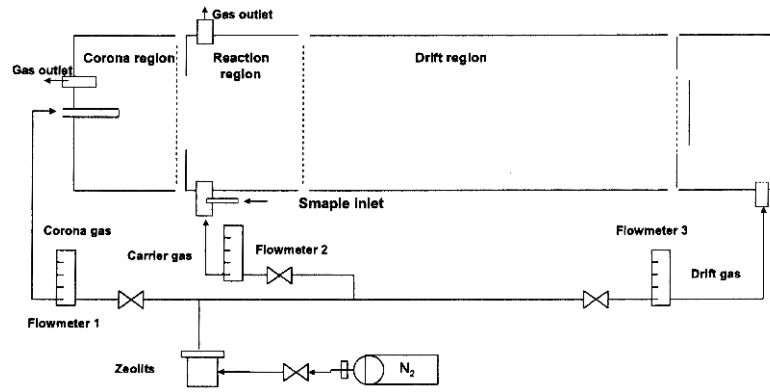 Gas outlet
Corona region
Reaction
region
Drift region
Gas outlet
Smaple inlet
Corona gas
Carrier gas
Flowmeter 2
Flowmeter 3
Drift gas
Flowmeter 1
Zeolits
N₂